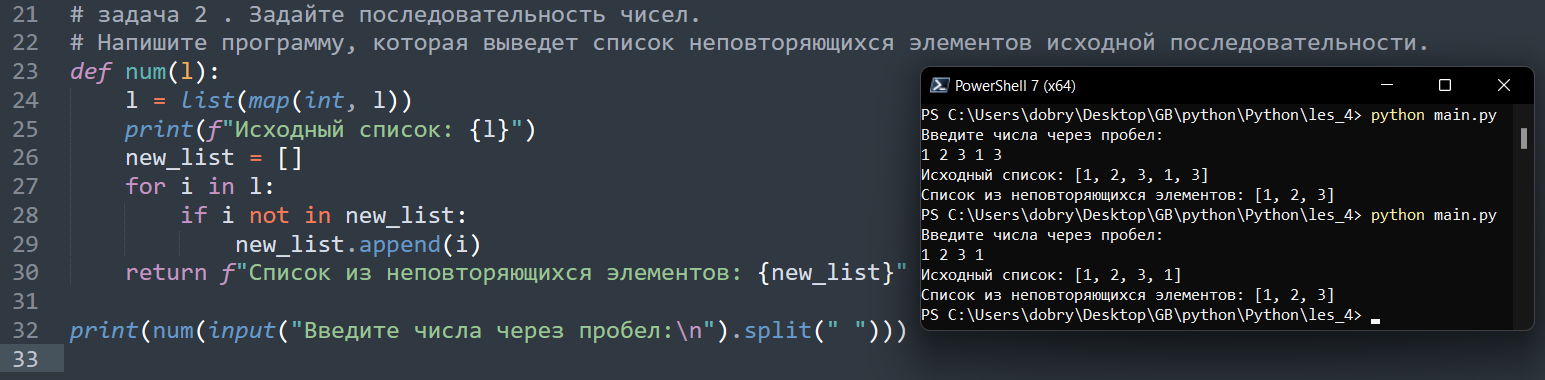 21 # задача 2 . Задайте последовательность чисел.
22 # Напишите программу, которая выведет список неповторяющихся элементов исходной последовательности.
23 def num(l):
24     l = list(map(int, l))
25     print(f"Исходный список: {l}")
26     new_list = []
27     for i in l:
28         if i not in new_list:
29             new_list.append(i)
30     return f"Список из неповторяющихся элементов: {new_list}"
31
32 print(num(input("Введите числа через пробел:\n").split(" ")))
33
PowerShell 7 (x64)
PS C:\Users\dobry\Desktop\GB\python\Python\les_4> python main.py
Введите числа через пробел:
1 2 3 1 3
Исходный список: [1, 2, 3, 1, 3]
Список из неповторяющихся элементов: [1, 2, 3]
PS C:\Users\dobry\Desktop\GB\python\Python\les_4> python main.py
Введите числа через пробел:
1 2 3 1
Исходный список: [1, 2, 3, 1]
Список из неповторяющихся элементов: [1, 2, 3]
PS C:\Users\dobry\Desktop\GB\python\Python\les_4>